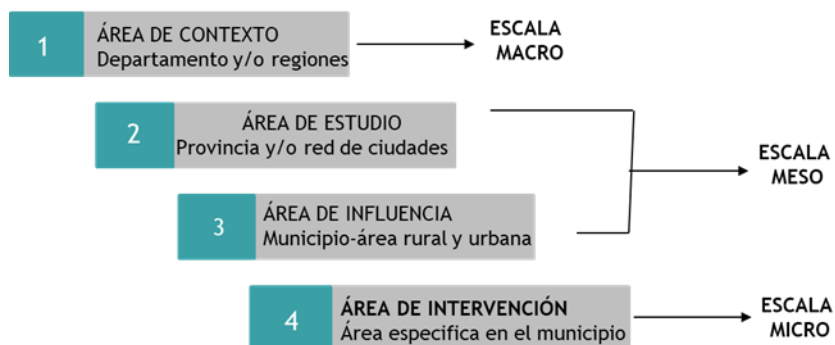 1
ÁREA DE CONTEXTO
Departamento y/o regiones
ESCALA
MACRO
2
ÁREA DE ESTUDIO
Provincia y/o red de ciudades
ESCALA
MESO
3
ÁREA DE INFLUENCIA
Municipio-área rural y urbana
4
ÁREA DE INTERVENCIÓN
Área especifica en el municipio
ESCALA
MICRO